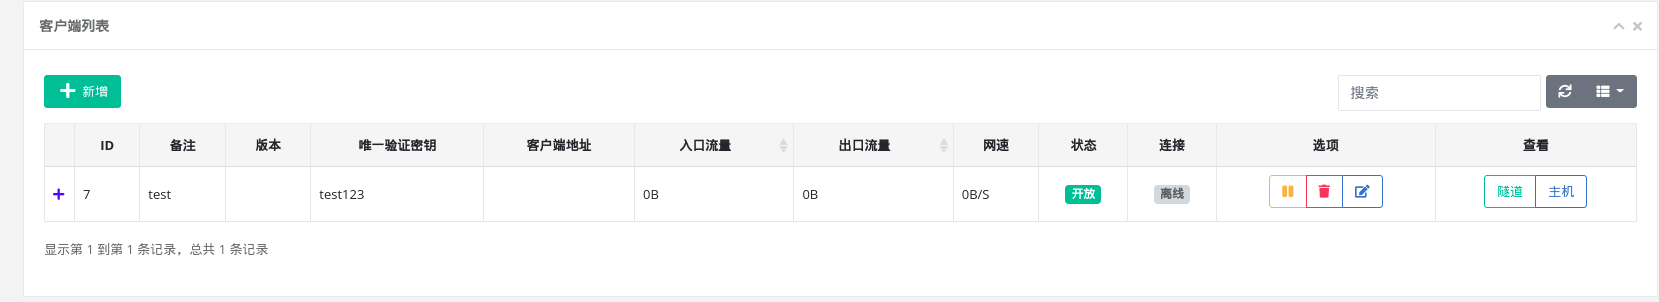 客户端列表
新增
搜索
ID 备注 版本 唯一验证密钥 客户端地址 入口流量 出口流量 网速 状态 连接 选项 查看
7 test test123 0B 0B 0B/S 开放 离线 隧道 主机
显示第 1 到第 1 条记录，总共 1 条记录